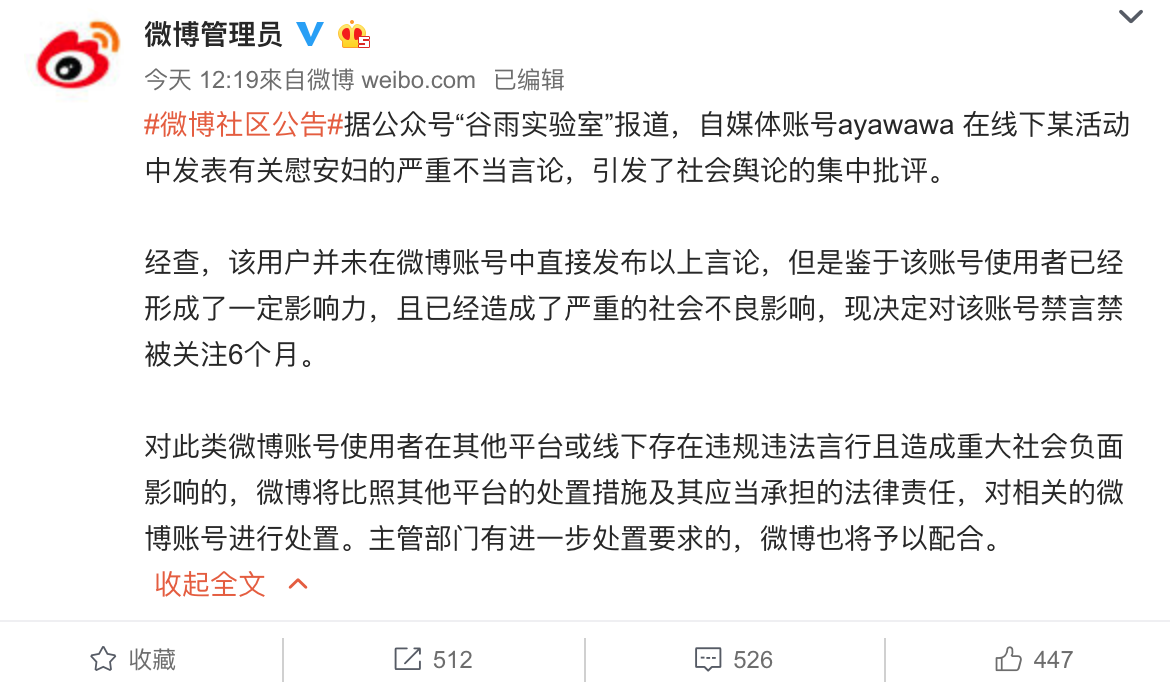 微博管理员
今天 12:19來自微博 weibo.com 已编辑
#微博社区公告#据公众号“谷雨实验室”报道，自媒体账号ayawawa 在线下某活动
中发表有关慰安妇的严重不当言论，引发了社会舆论的集中批评。
经查，该用户并未在微博账号中直接发布以上言论，但是鉴于该账号使用者已经
形成了一定影响力，且已经造成了严重的社会不良影响，现决定对该账号禁言禁
被关注6个月。
对此类微博账号使用者在其他平台或线下存在违规违法言行且造成重大社会负面
影响的，微博将比照其他平台的处置措施及其应当承担的法律责任，对相关的微
博账号进行处置。主管部门有进一步处置要求的，微博也将予以配合。
收起全文
收藏 512 526 447